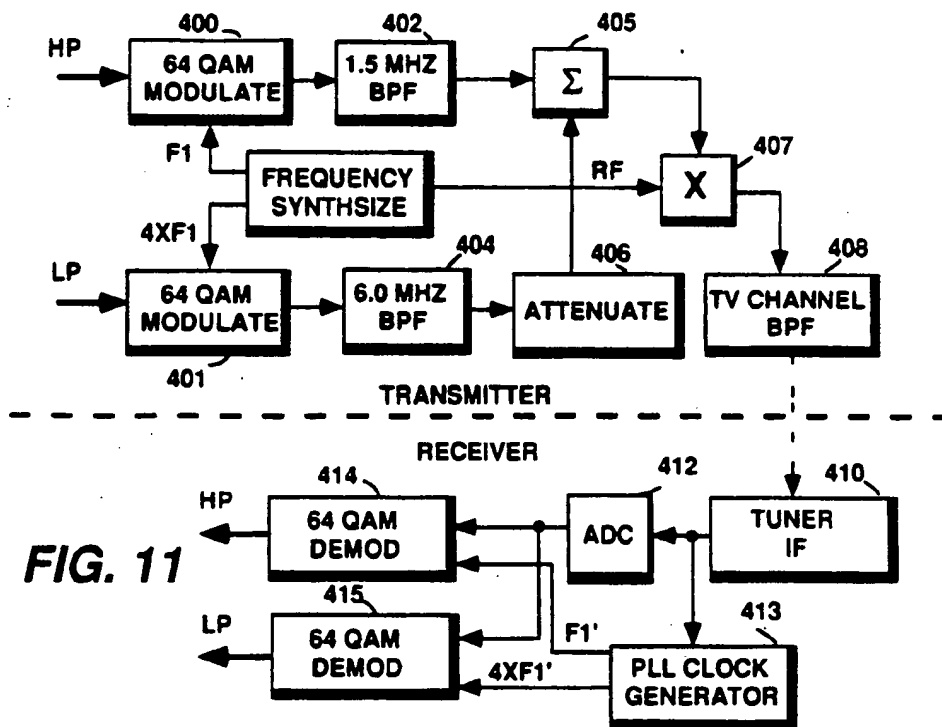 400
402
405
HP
64 QAM
MODULATE
1.5 MHZ
BPF
Σ
407
F1
FREQUENCY
SYNTHSIZE
RF
X
4XF1
LP
404
406
408
64 QAM
MODULATE
6.0 MHZ
BPF
ATTENUATE
TV CHANNEL
BPF
401
TRANSMITTER
RECEIVER
414
412
410
HP
64 QAM
DEMOD
ADC
TUNER
IF
FIG. 11
415
413
LP
64 QAM
DEMOD
F1'
4XF1'
PLL CLOCK
GENERATOR